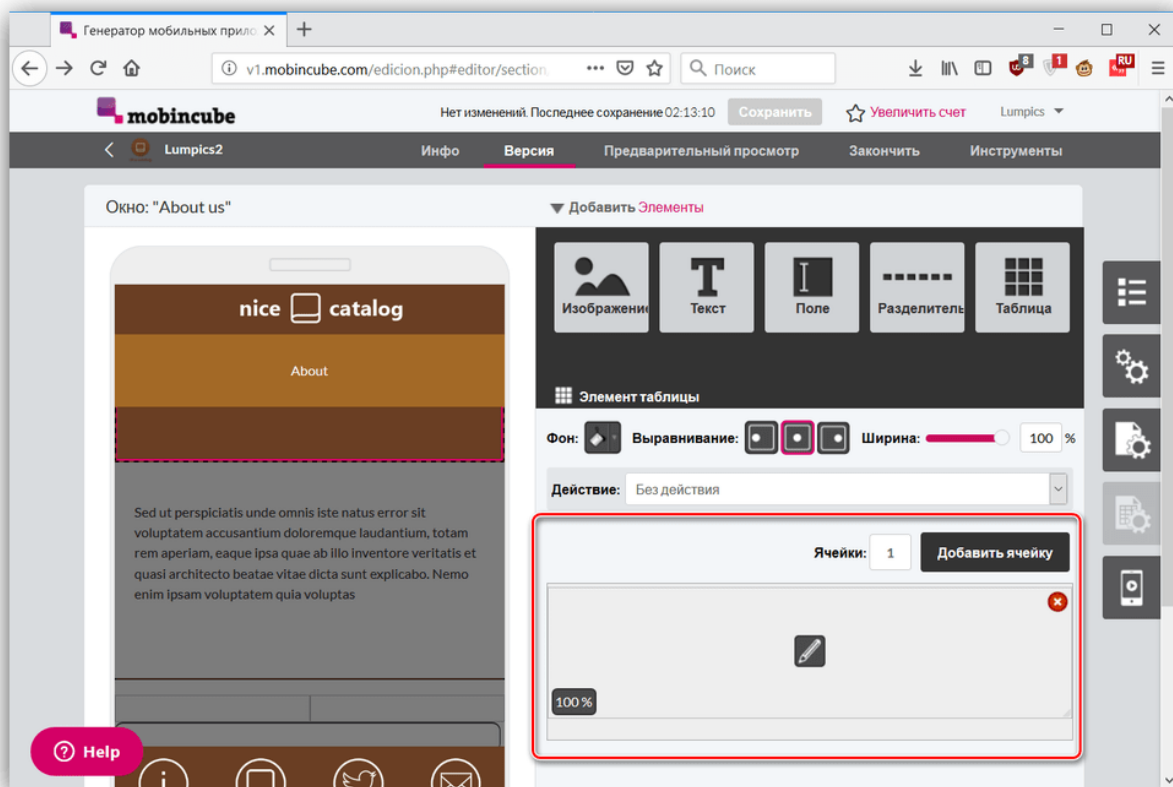 Генератор мобильных прило
v1.mobincube.com/edicion.php#editor/section
Поиск
8
1
RU
mobincube
Нет изменений. Последнее сохранение 02:13:10
Сохранить
Увеличить счет
Lumpics
Lumpics2
Инфо
Версия
Предварительный просмотр
Закончить
Инструменты
Окно: "About us"
Добавить Элементы
Изображение
Текст
Поле
Разделитель
Таблица
nice catalog
About
Элемент таблицы
Фон:
Выравнивание:
Ширина:
100 %
Действие:
Без действия
Sed ut perspiciatis unde omnis iste natus error sit
voluptatem accusantium doloremque laudantium, totam
rem aperiam, eaque ipsa quae ab illo inventore veritatis et
quasi architecto beatae vitae dicta sunt explicabo. Nemo
enim ipsam voluptatem quia voluptas
Ячейки:
1
Добавить ячейку
100 %
Help